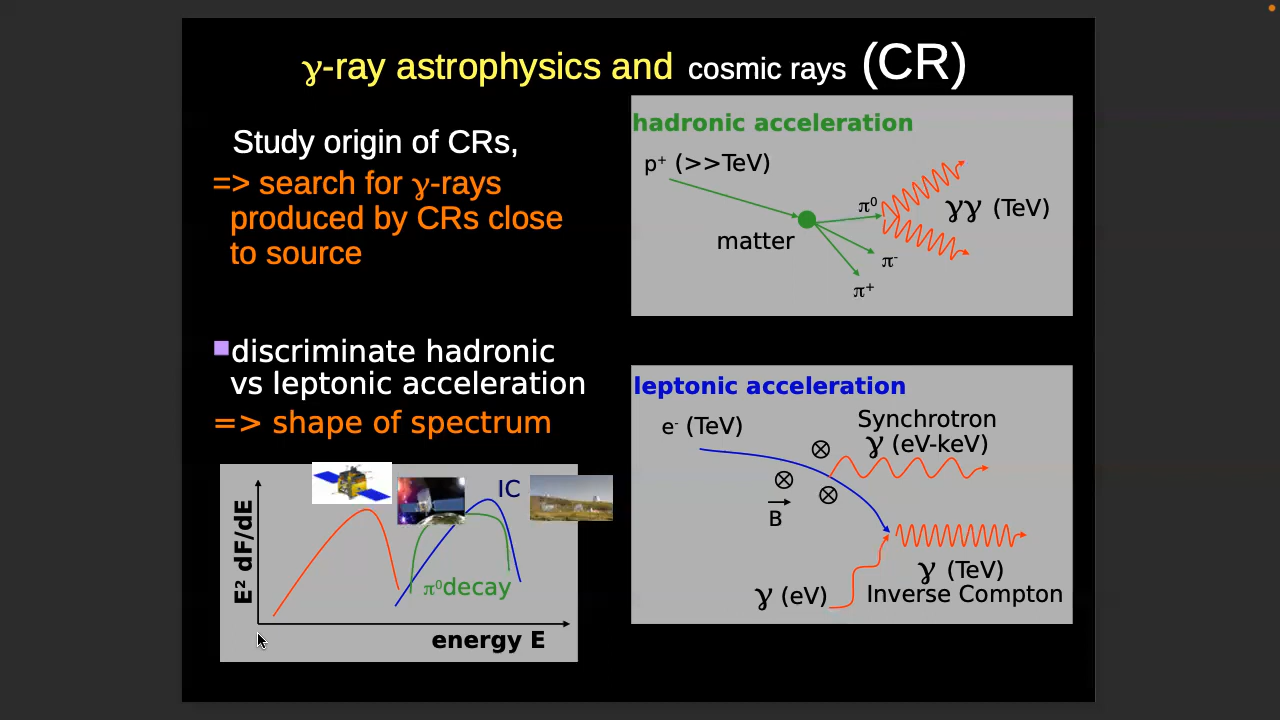 γ-ray astrophysics and cosmic rays (CR)
Study origin of CRs,
=> search for γ-rays
produced by CRs close
to source
discriminate hadronic
vs leptonic acceleration
=> shape of spectrum
IC
E² dF/dE
π⁰decay
energy E
hadronic acceleration
p⁺ (>>TeV)
π⁰
γγ (TeV)
matter
π⁻
π⁺
leptonic acceleration
e⁻ (TeV)
Synchrotron
γ (eV-keV)
B
γ (TeV)
γ (eV)
Inverse Compton